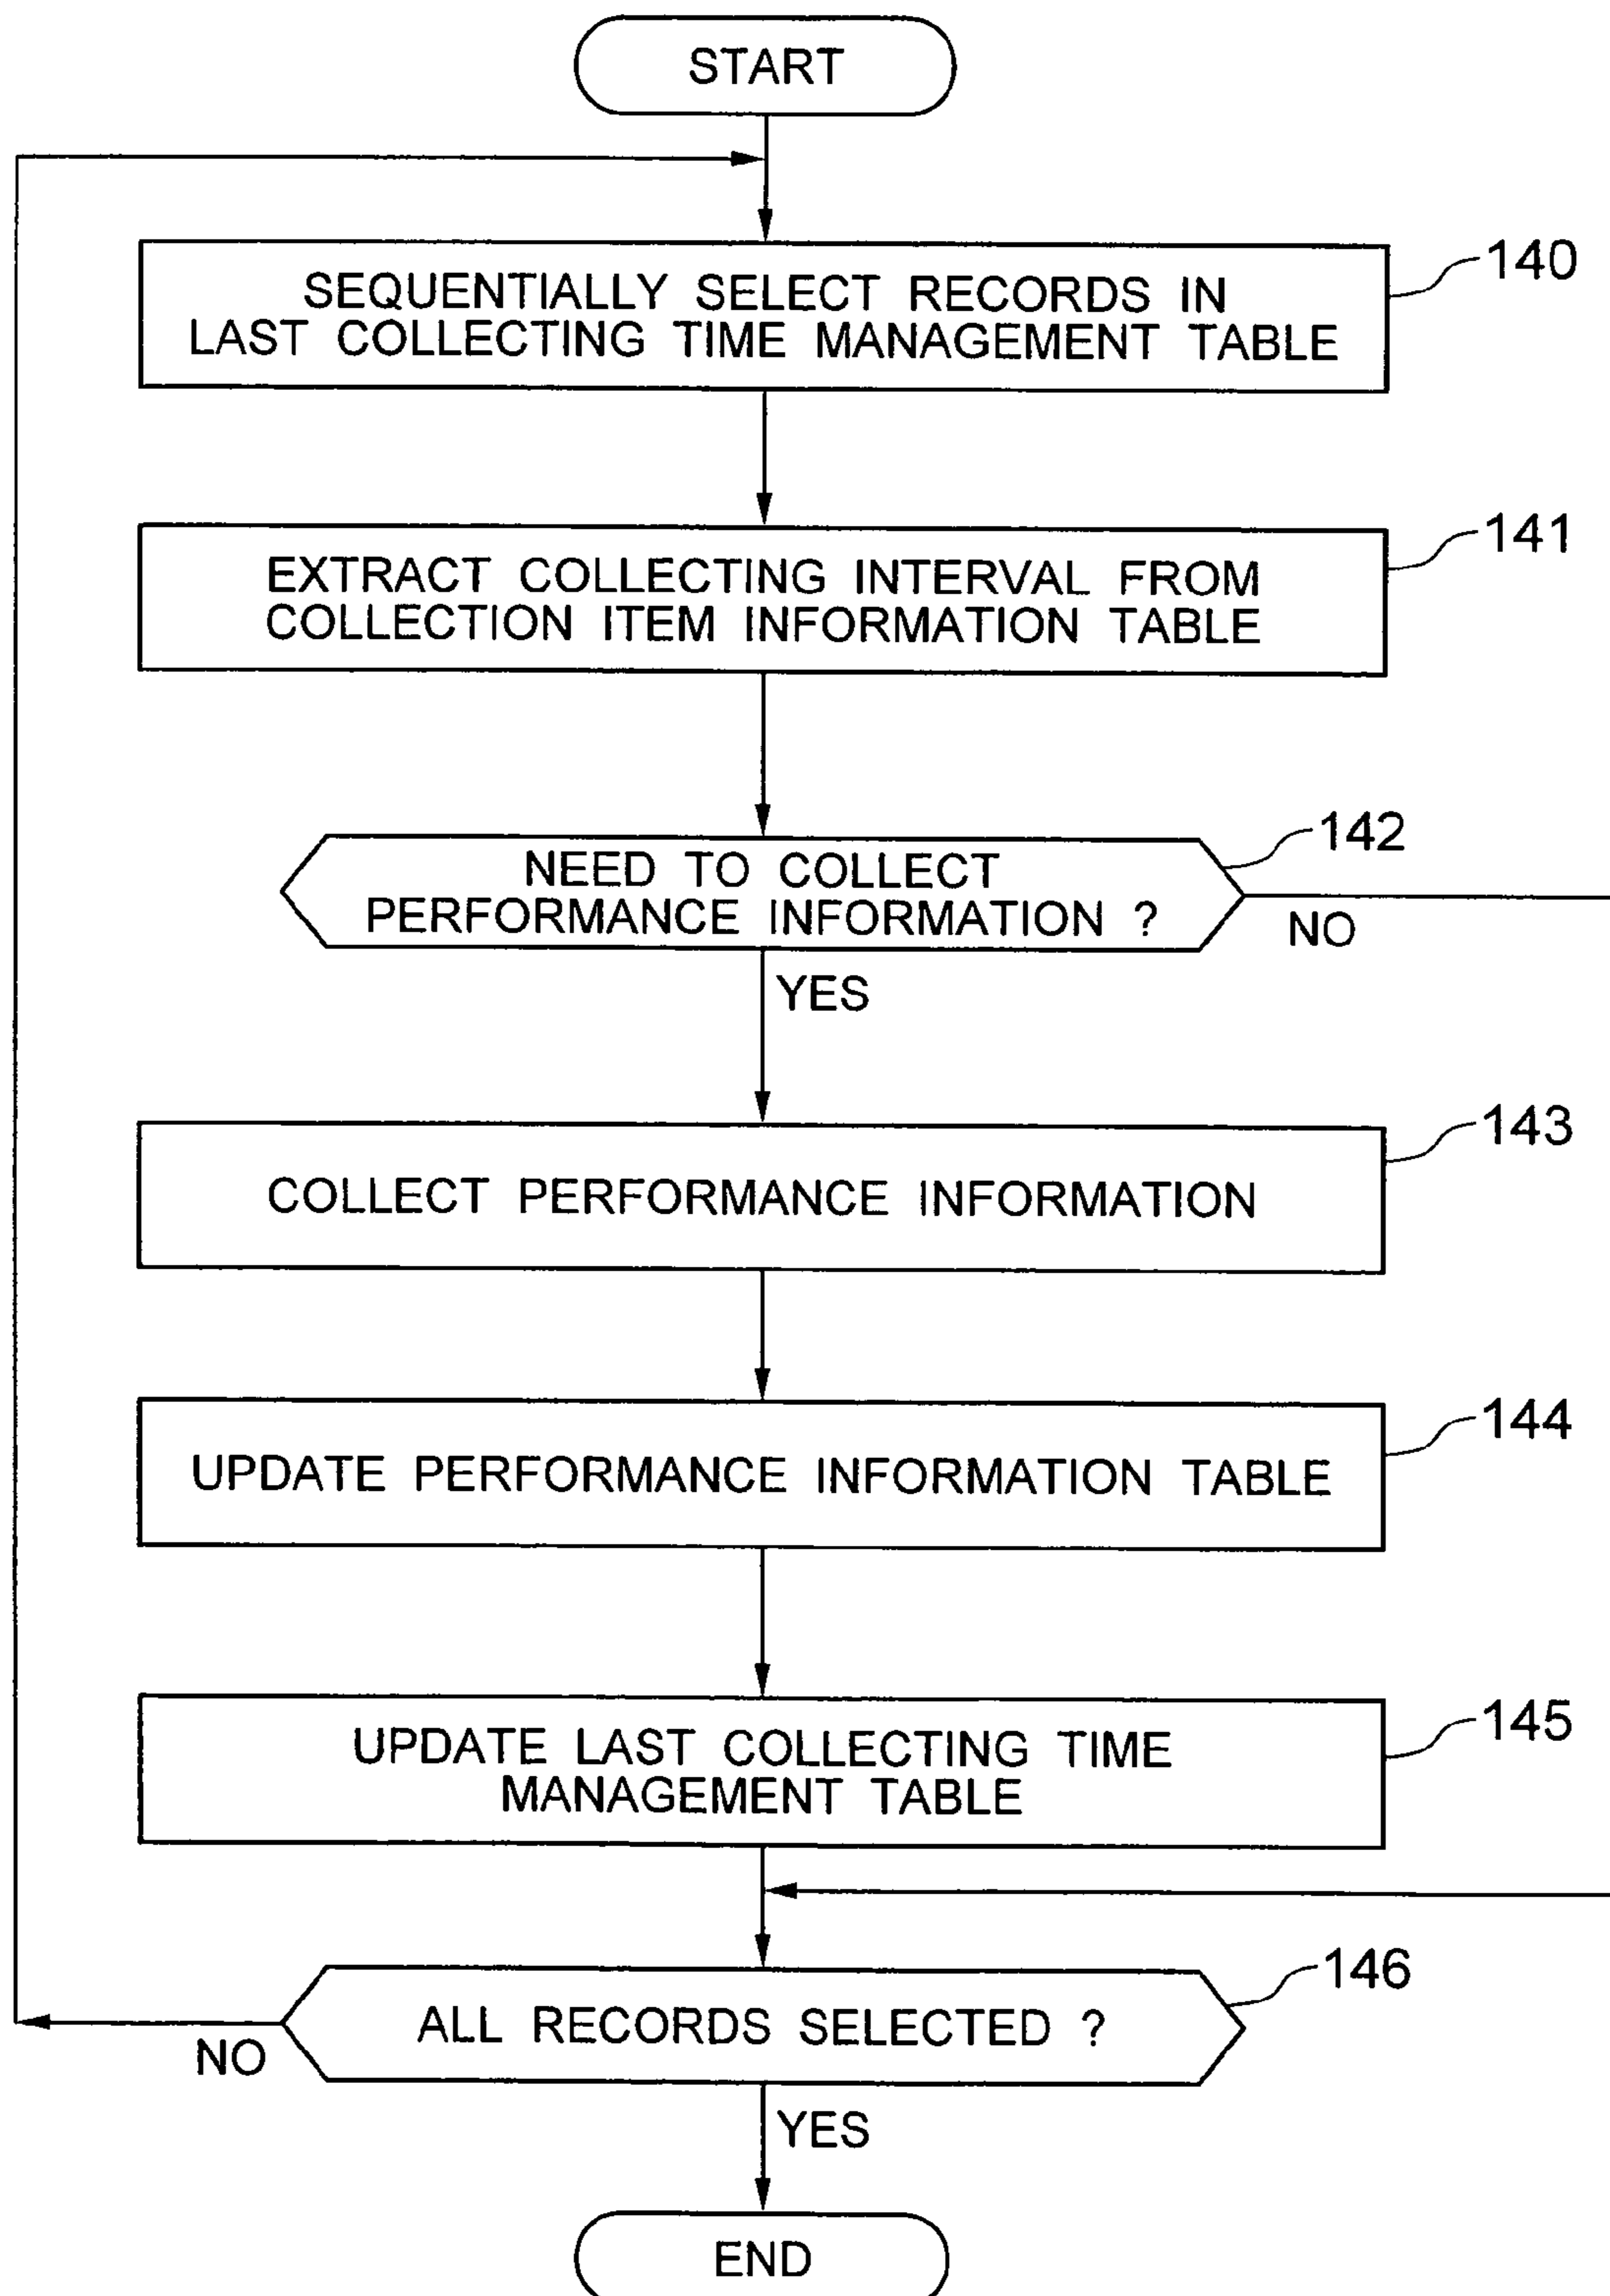 START
SEQUENTIALLY SELECT RECORDS IN
LAST COLLECTING TIME MANAGEMENT TABLE
140
EXTRACT COLLECTING INTERVAL FROM
COLLECTION ITEM INFORMATION TABLE
141
NEED TO COLLECT
PERFORMANCE INFORMATION ?
142
NO
YES
COLLECT PERFORMANCE INFORMATION
143
UPDATE PERFORMANCE INFORMATION TABLE
144
UPDATE LAST COLLECTING TIME
MANAGEMENT TABLE
145
ALL RECORDS SELECTED ?
146
NO
YES
END